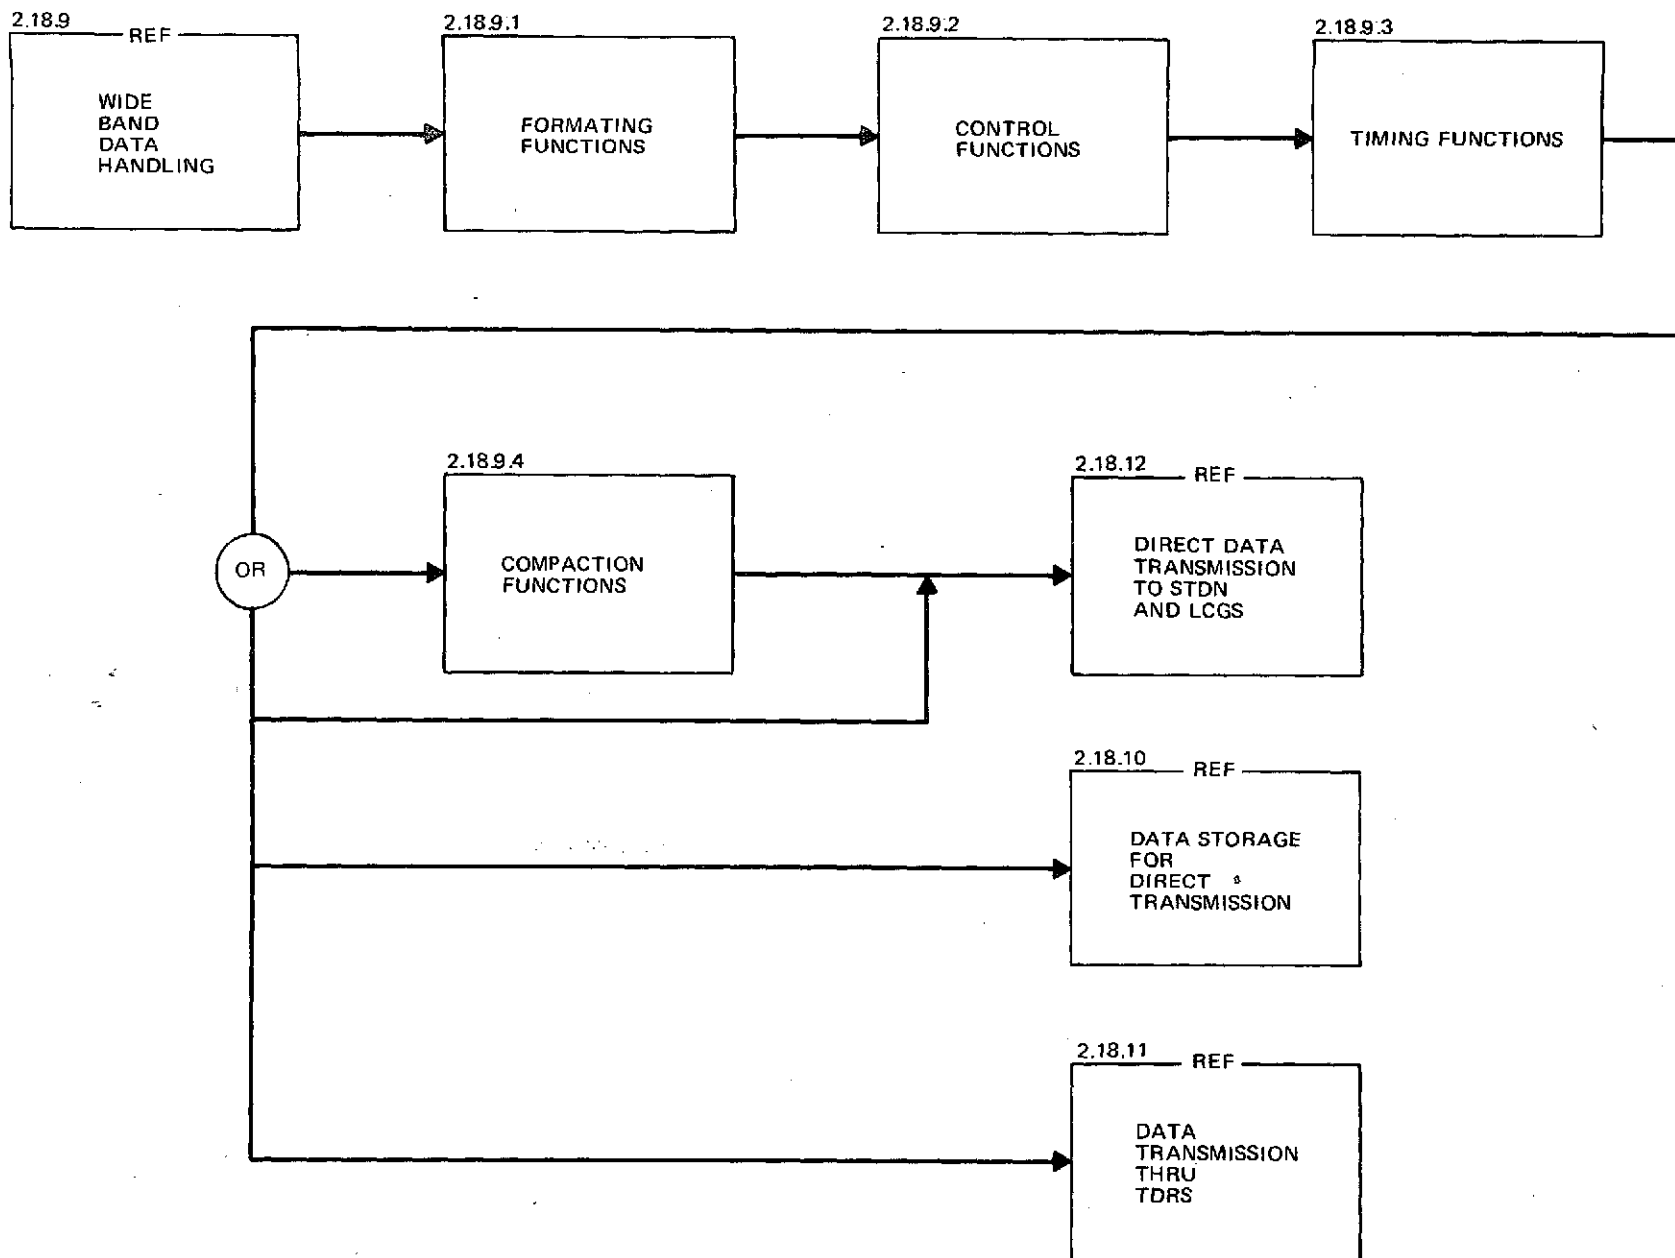 2.18.9
REF
WIDE
BAND
DATA
HANDLING
2.18.9.1
FORMATING
FUNCTIONS
2.18.9.2
CONTROL
FUNCTIONS
2.18.9.3
TIMING FUNCTIONS
OR
2.18.9.4
COMPACTION
FUNCTIONS
2.18.12
REF
DIRECT DATA
TRANSMISSION
TO STDN
AND LCGS
2.18.10
REF
DATA STORAGE
FOR
DIRECT
TRANSMISSION
2.18.11
REF
DATA
TRANSMISSION
THRU
TDRS